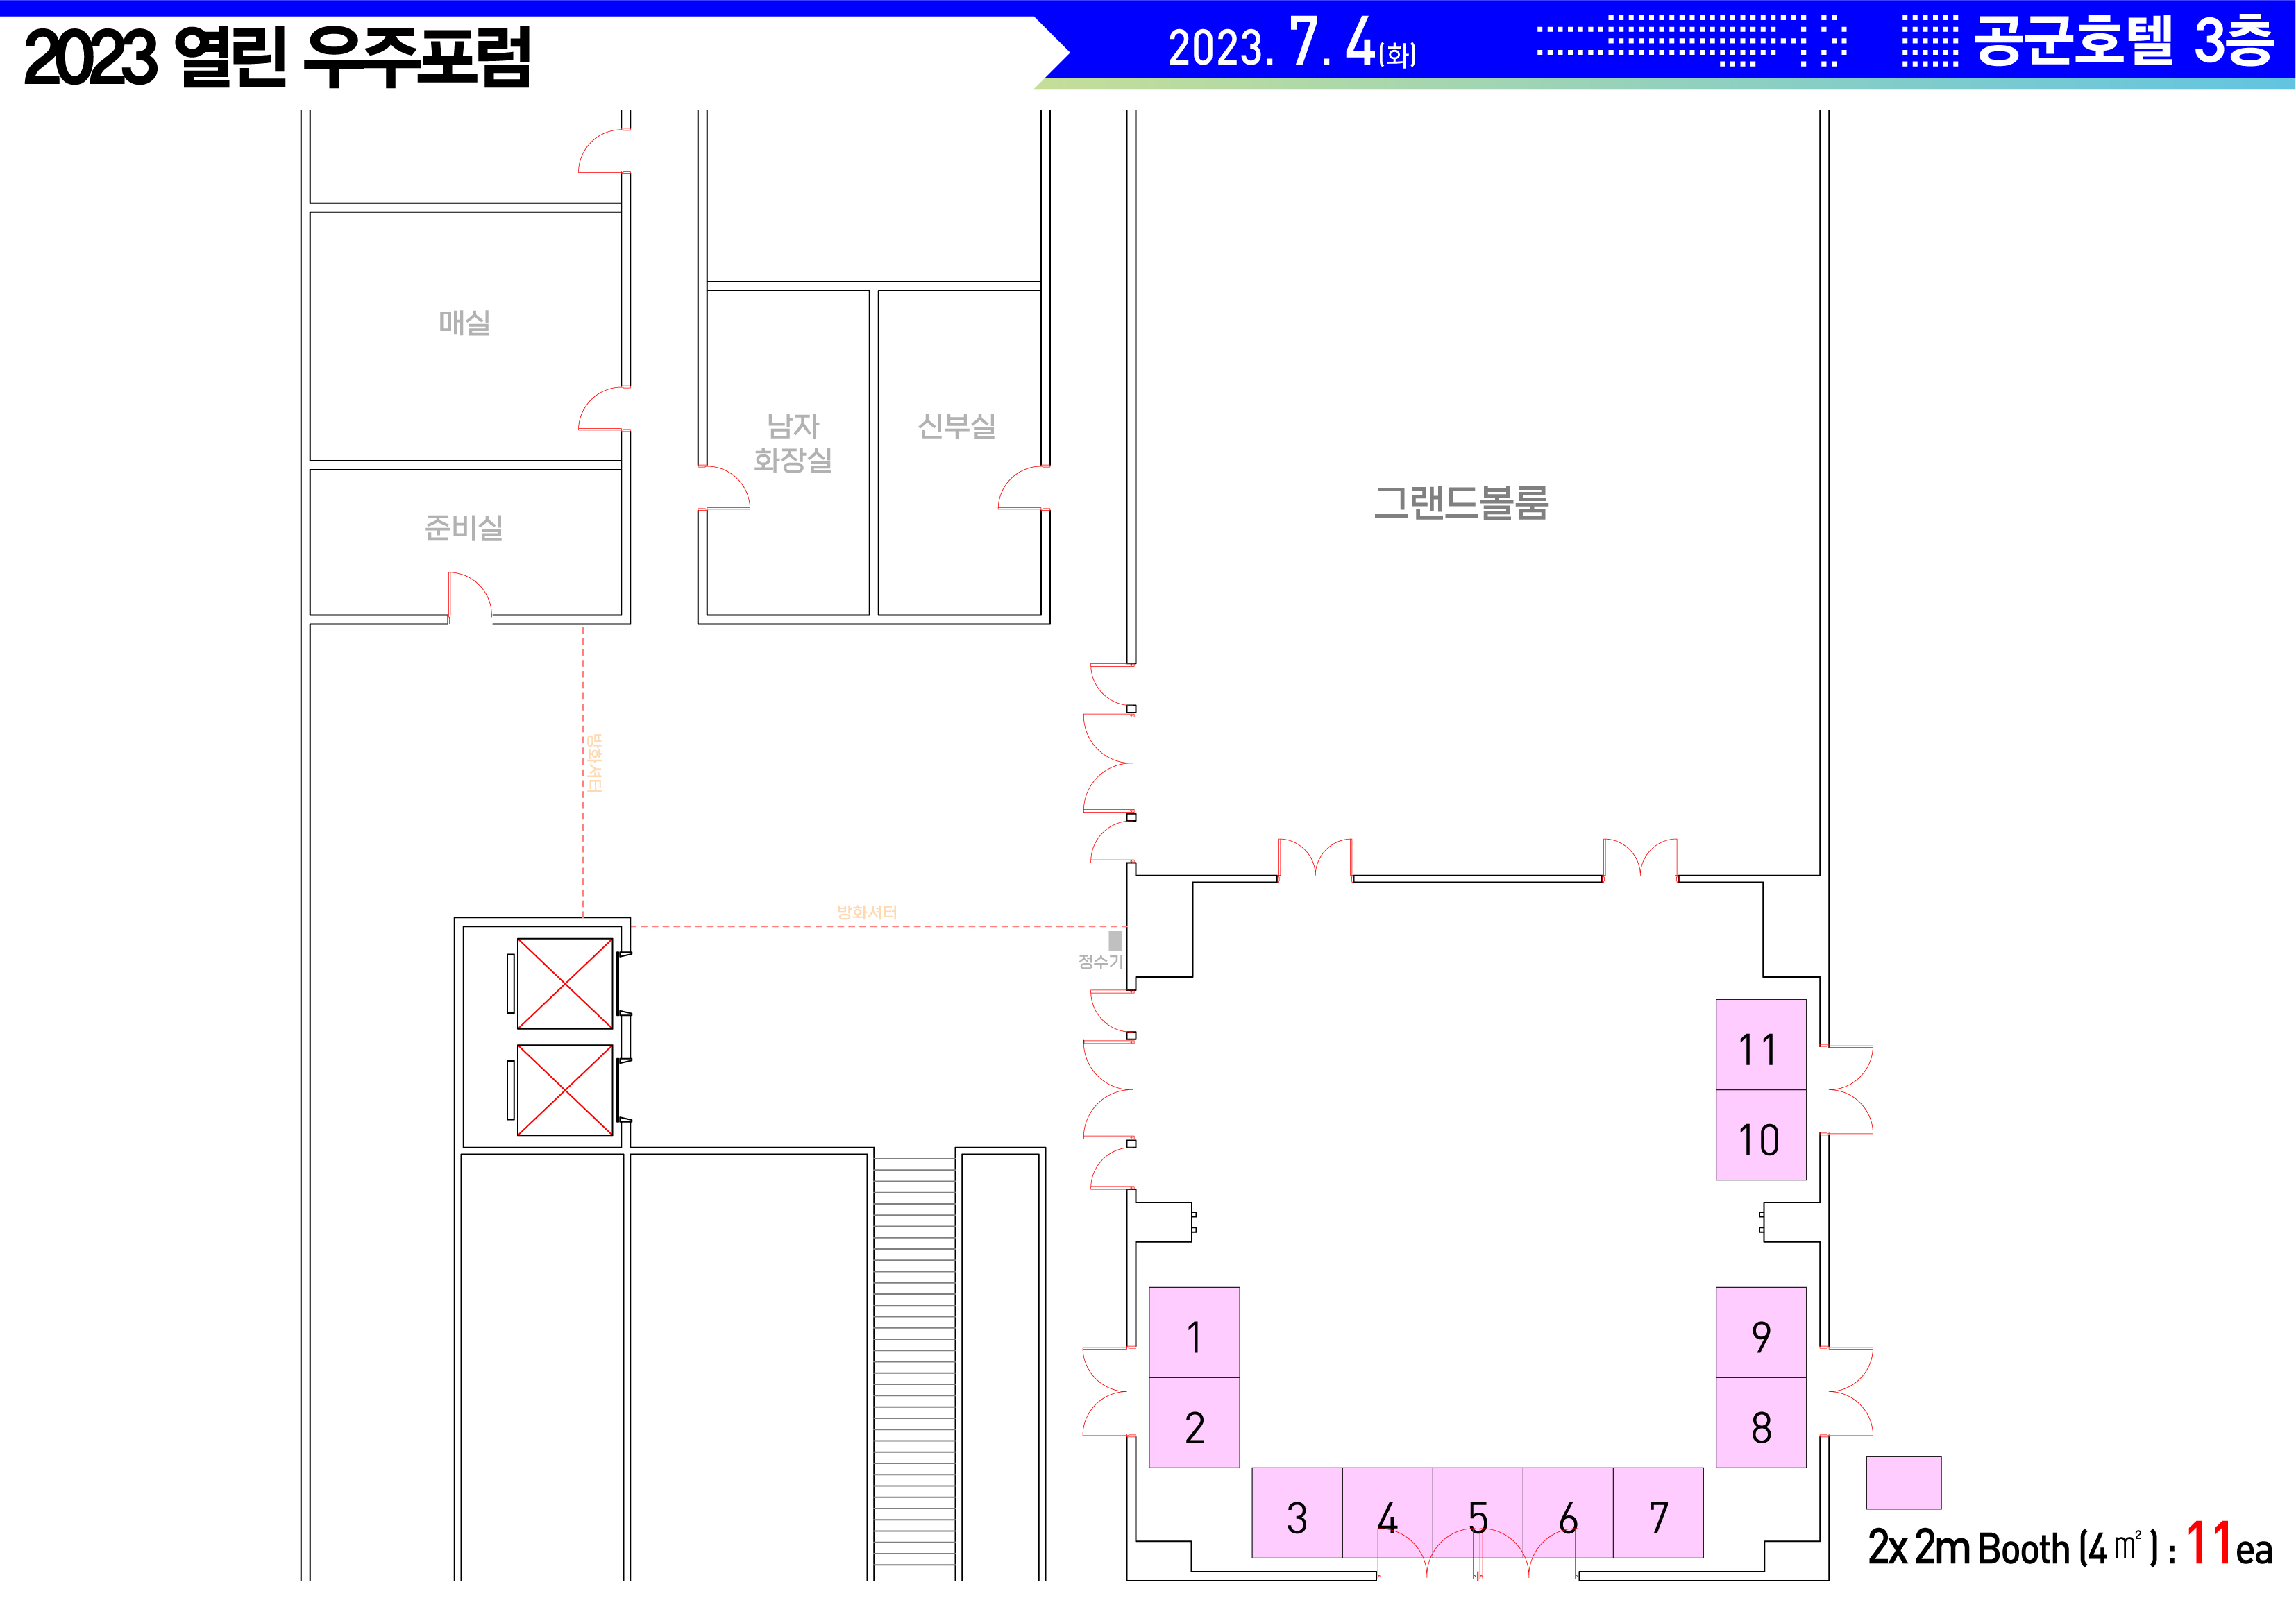 2023 열린 우주포럼
2023. 7. 4(화)
공군호텔 3층
매실
남자
화장실
신부실
준비실
그랜드볼룸
방화셔터
방화셔터
정수기
11
10
1
9
2
8
3 4 5 6 7
2x 2m Booth (4㎡) : 11ea